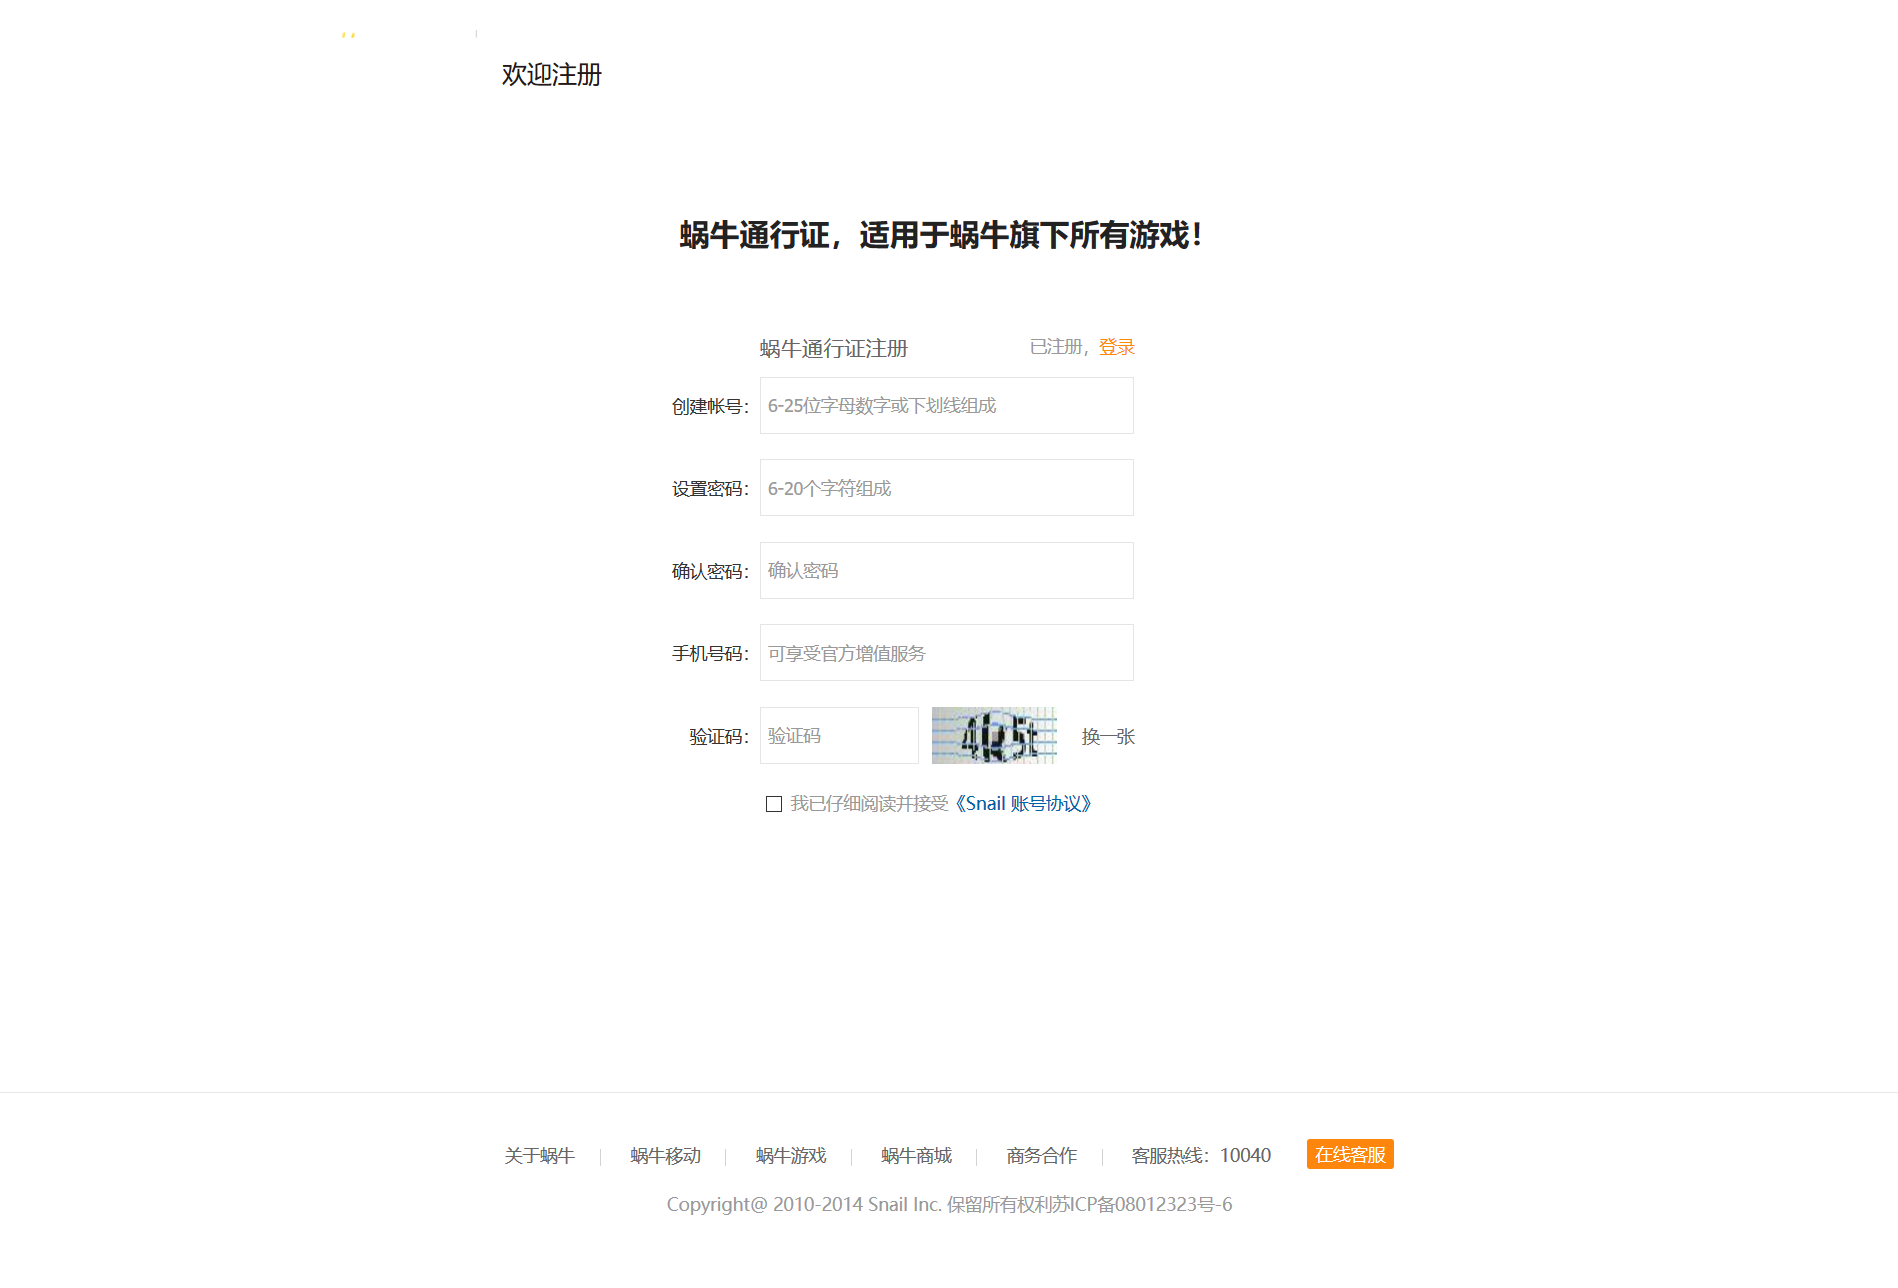 欢迎注册
蜗牛通行证，适用于蜗牛旗下所有游戏！
蜗牛通行证注册 已注册，登录
创建帐号： 6-25位字母数字或下划线组成
设置密码： 6-20个字符组成
确认密码： 确认密码
手机号码： 可享受官方增值服务
验证码： 验证码 换一张
我已仔细阅读并接受《Snail 账号协议》
关于蜗牛 蜗牛移动 蜗牛游戏 蜗牛商城 商务合作 客服热线：10040 在线客服
Copyright@ 2010-2014 Snail Inc. 保留所有权利苏ICP备08012323号-6